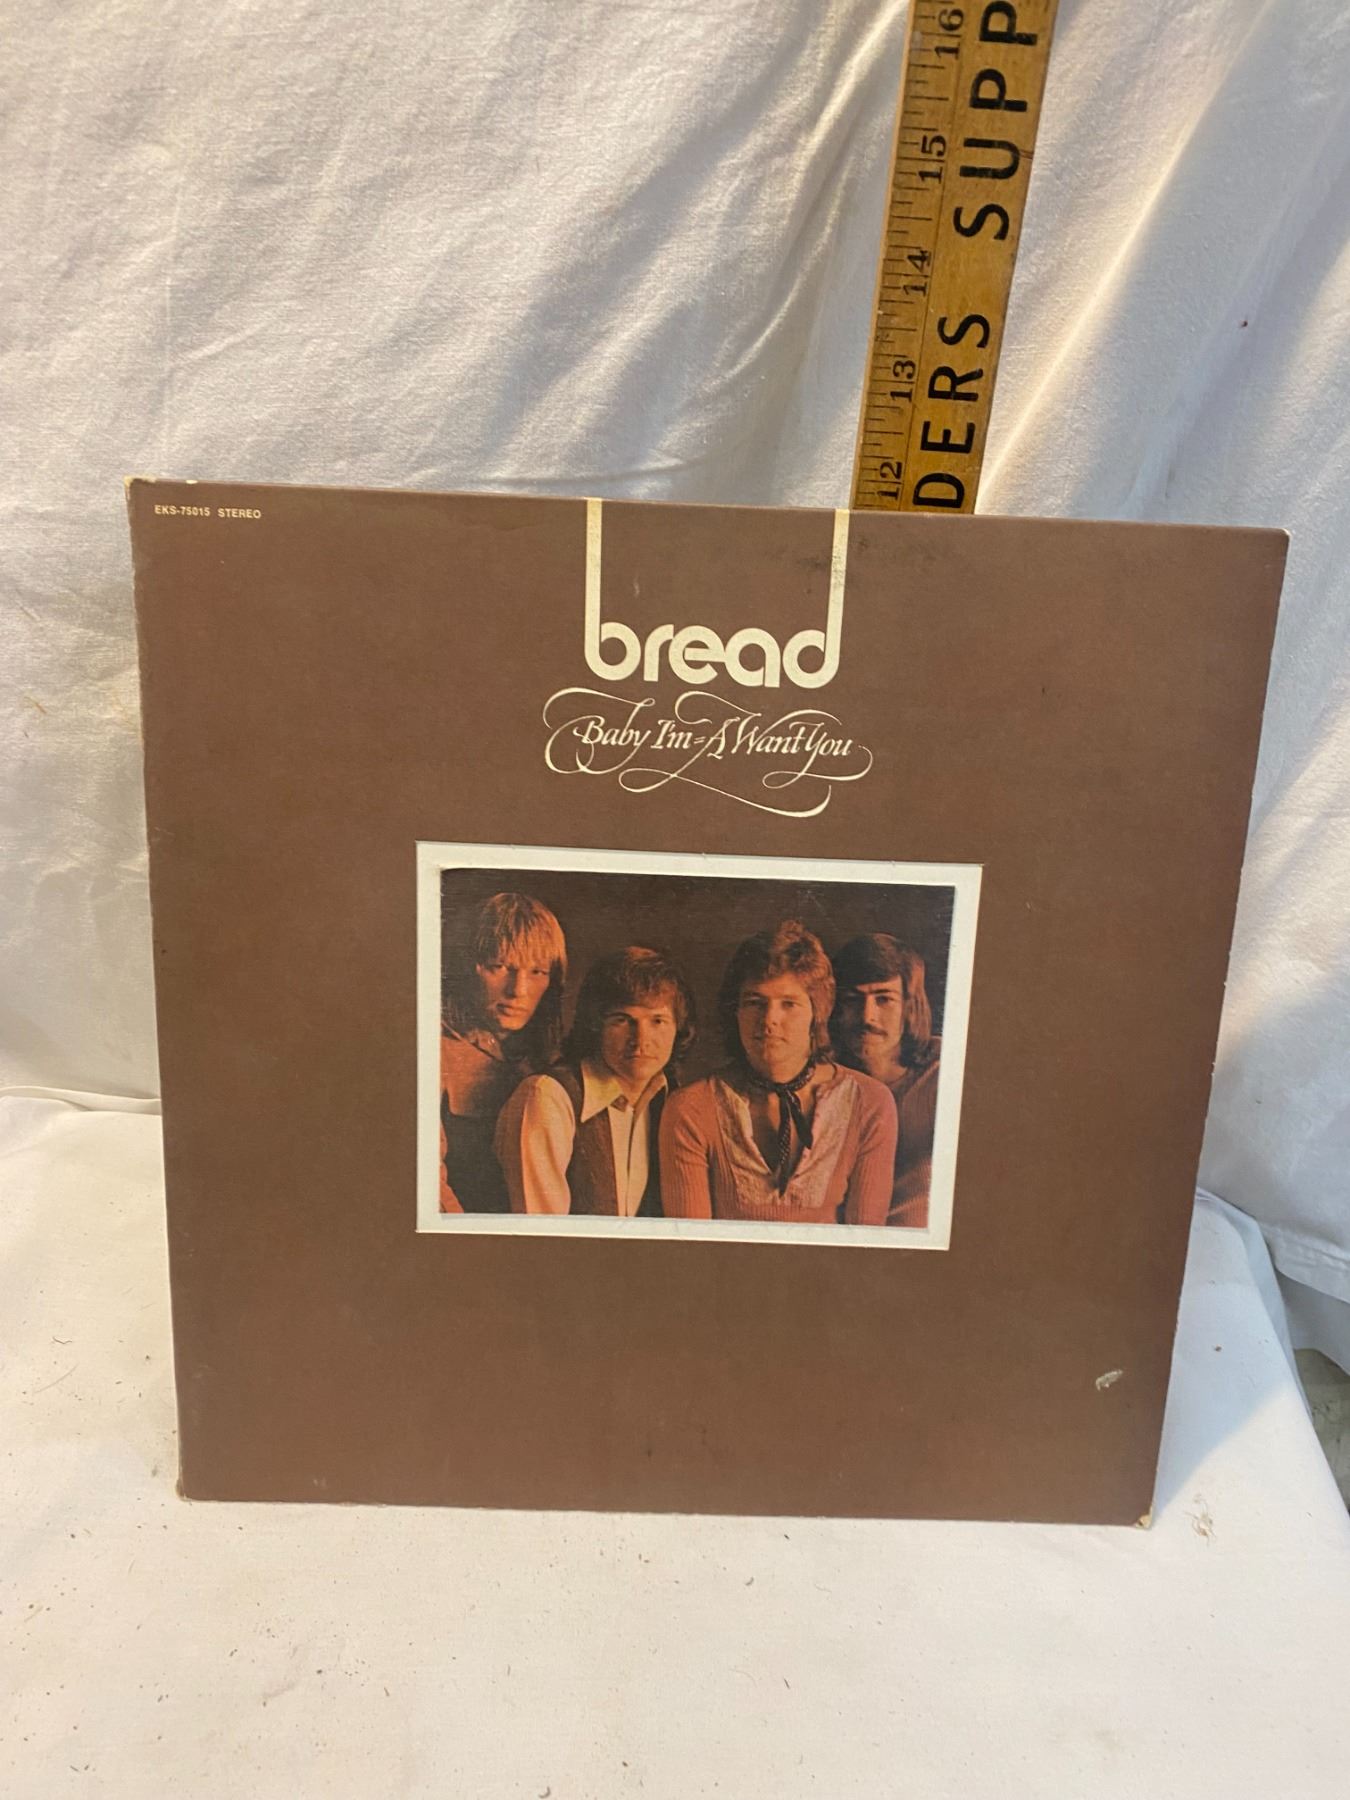 16
15
14
13
12
DERS SUPP
EKS-75015 STEREO
bread
Baby I'm=A Want You